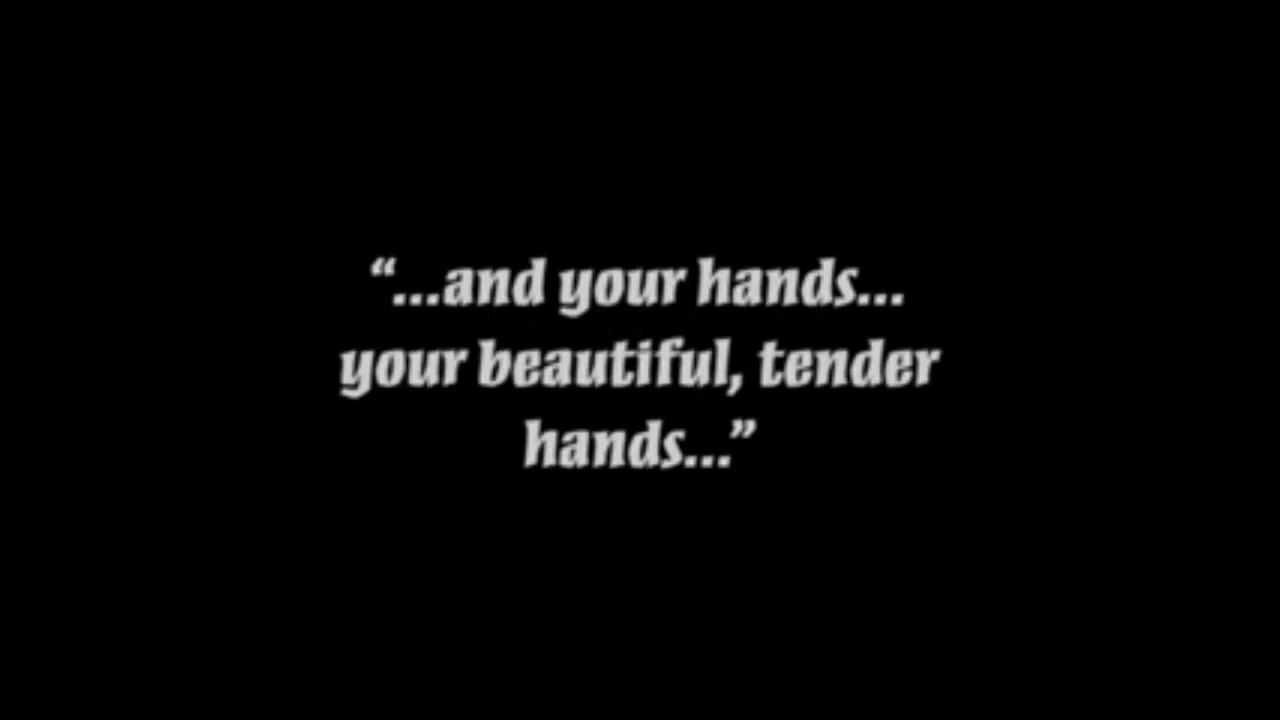 “...and your hands...
your beautiful, tender
hands...”